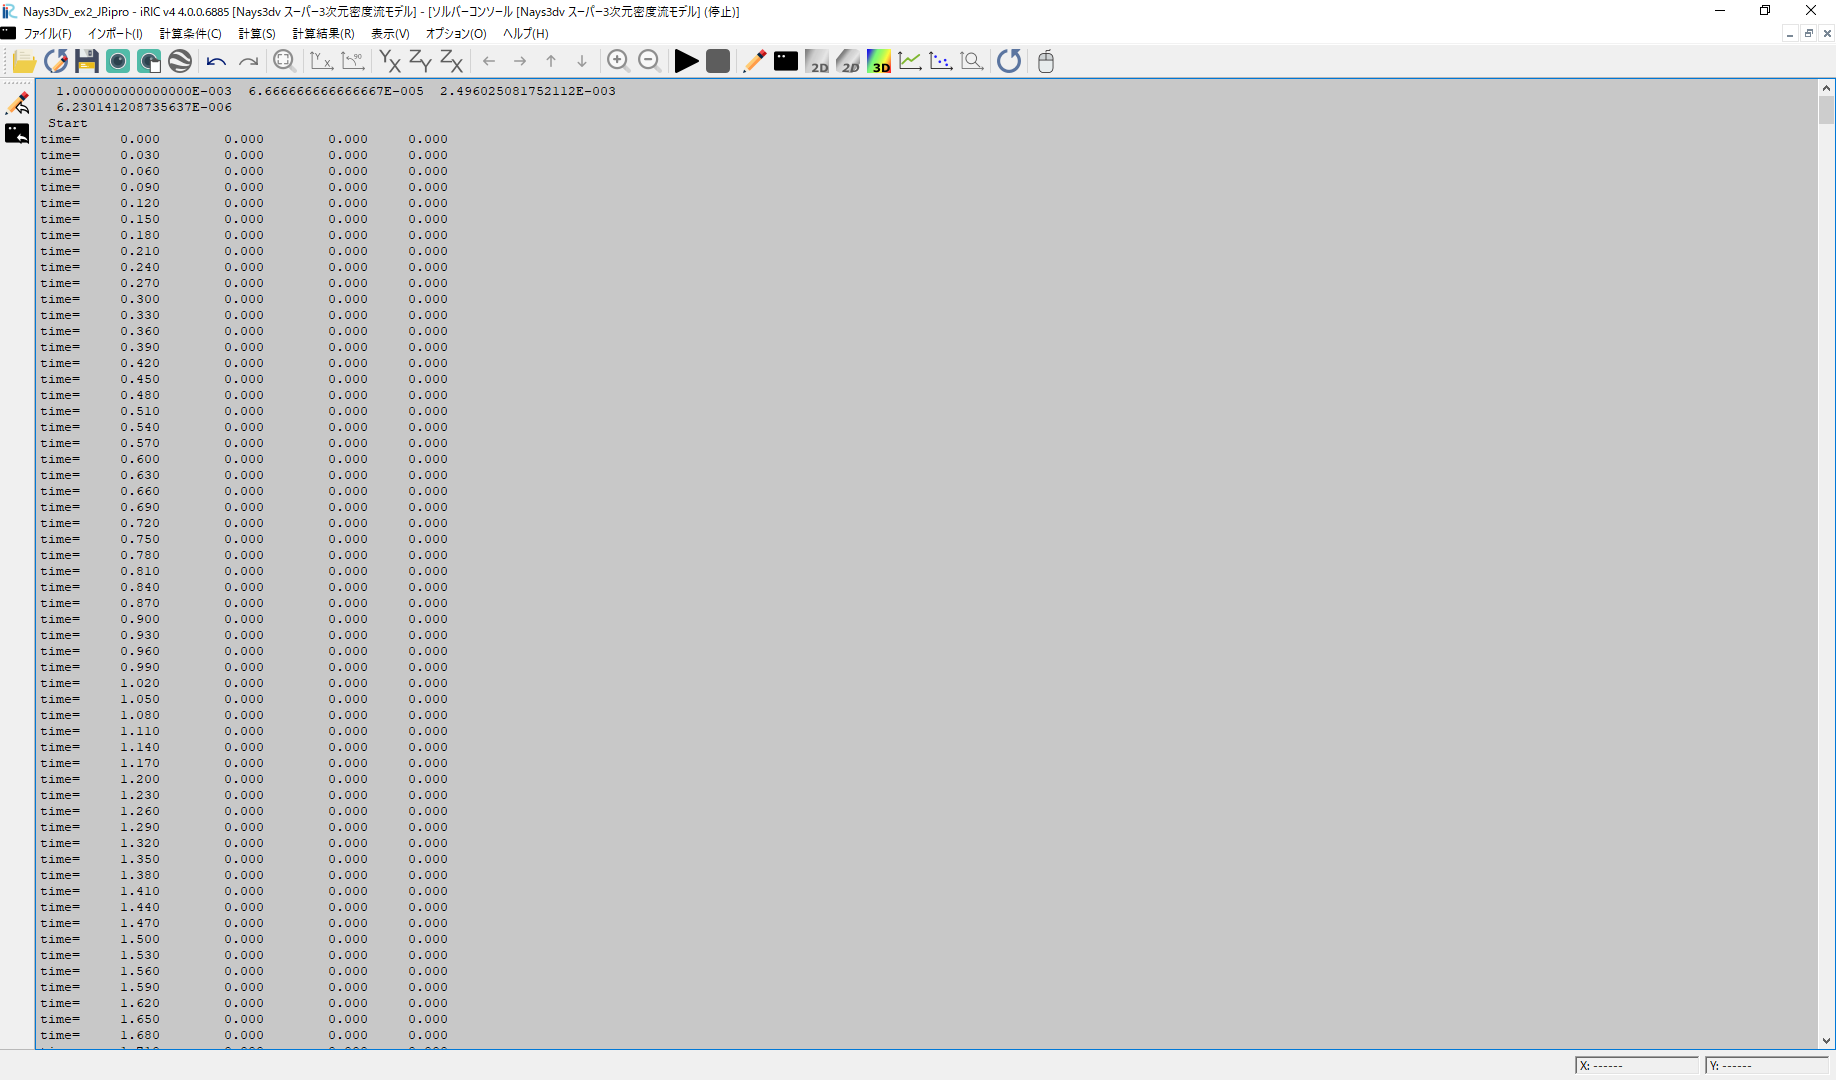 Nays3Dv_ex2_JP.ipro - iRIC v4 4.0.0.6885 [Nays3dv スーパー3次元密度流モデル] - [ソルバーコンソール [Nays3dv スーパー3次元密度流モデル] (停止)]
ファイル(F) インポート(I) 計算条件(C) 計算(S) 計算結果(R) 表示(V) オプション(O) ヘルプ(H)
2D 2D 3D
1.000000000000000E-003 6.666666666666667E-005 2.496025081752112E-003
6.230141208735637E-006
Start
time= 0.000 0.000 0.000 0.000
time= 0.030 0.000 0.000 0.000
time= 0.060 0.000 0.000 0.000
time= 0.090 0.000 0.000 0.000
time= 0.120 0.000 0.000 0.000
time= 0.150 0.000 0.000 0.000
time= 0.180 0.000 0.000 0.000
time= 0.210 0.000 0.000 0.000
time= 0.240 0.000 0.000 0.000
time= 0.270 0.000 0.000 0.000
time= 0.300 0.000 0.000 0.000
time= 0.330 0.000 0.000 0.000
time= 0.360 0.000 0.000 0.000
time= 0.390 0.000 0.000 0.000
time= 0.420 0.000 0.000 0.000
time= 0.450 0.000 0.000 0.000
time= 0.480 0.000 0.000 0.000
time= 0.510 0.000 0.000 0.000
time= 0.540 0.000 0.000 0.000
time= 0.570 0.000 0.000 0.000
time= 0.600 0.000 0.000 0.000
time= 0.630 0.000 0.000 0.000
time= 0.660 0.000 0.000 0.000
time= 0.690 0.000 0.000 0.000
time= 0.720 0.000 0.000 0.000
time= 0.750 0.000 0.000 0.000
time= 0.780 0.000 0.000 0.000
time= 0.810 0.000 0.000 0.000
time= 0.840 0.000 0.000 0.000
time= 0.870 0.000 0.000 0.000
time= 0.900 0.000 0.000 0.000
time= 0.930 0.000 0.000 0.000
time= 0.960 0.000 0.000 0.000
time= 0.990 0.000 0.000 0.000
time= 1.020 0.000 0.000 0.000
time= 1.050 0.000 0.000 0.000
time= 1.080 0.000 0.000 0.000
time= 1.110 0.000 0.000 0.000
time= 1.140 0.000 0.000 0.000
time= 1.170 0.000 0.000 0.000
time= 1.200 0.000 0.000 0.000
time= 1.230 0.000 0.000 0.000
time= 1.260 0.000 0.000 0.000
time= 1.290 0.000 0.000 0.000
time= 1.320 0.000 0.000 0.000
time= 1.350 0.000 0.000 0.000
time= 1.380 0.000 0.000 0.000
time= 1.410 0.000 0.000 0.000
time= 1.440 0.000 0.000 0.000
time= 1.470 0.000 0.000 0.000
time= 1.500 0.000 0.000 0.000
time= 1.530 0.000 0.000 0.000
time= 1.560 0.000 0.000 0.000
time= 1.590 0.000 0.000 0.000
time= 1.620 0.000 0.000 0.000
time= 1.650 0.000 0.000 0.000
time= 1.680 0.000 0.000 0.000
X: ------ Y: ------